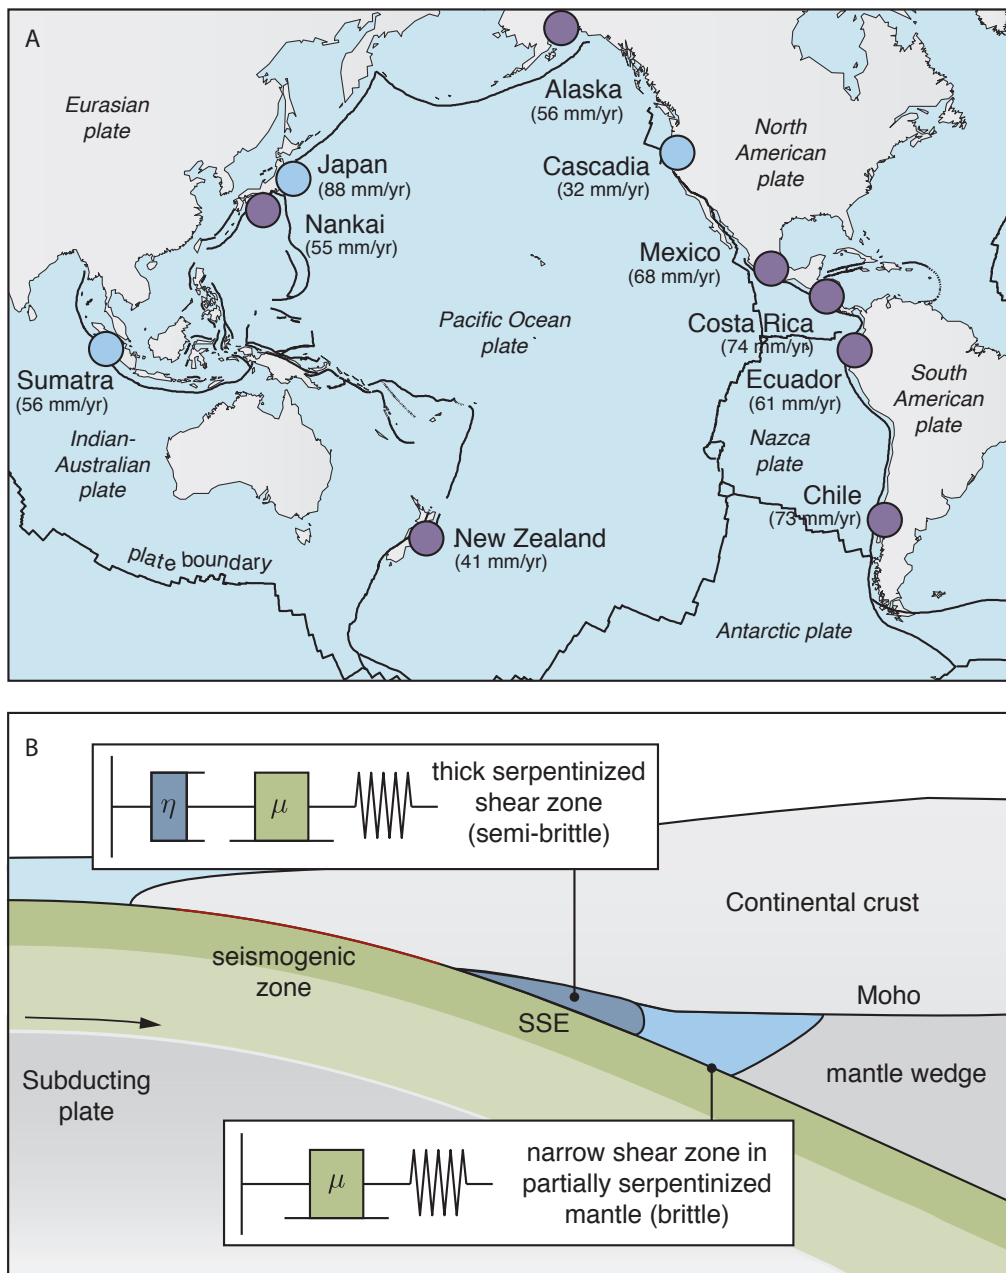 A
Eurasian
plate
Alaska
(56 mm/yr)
North
American
plate
Japan
(88 mm/yr)
Cascadia
(32 mm/yr)
Nankai
(55 mm/yr)
Mexico
(68 mm/yr)
Pacific Ocean
plate
Costa Rica
(74 mm/yr)
Sumatra
(56 mm/yr)
Ecuador
(61 mm/yr)
South
American
plate
Indian-
Australian
plate
Nazca
plate
Chile
(73 mm/yr)
New Zealand
(41 mm/yr)
plate boundary
Antarctic plate
B
η
μ
thick serpentinized
shear zone
(semi-brittle)
Continental crust
seismogenic
zone
Moho
SSE
Subducting
plate
mantle wedge
μ
narrow shear zone in
partially serpentinized
mantle (brittle)